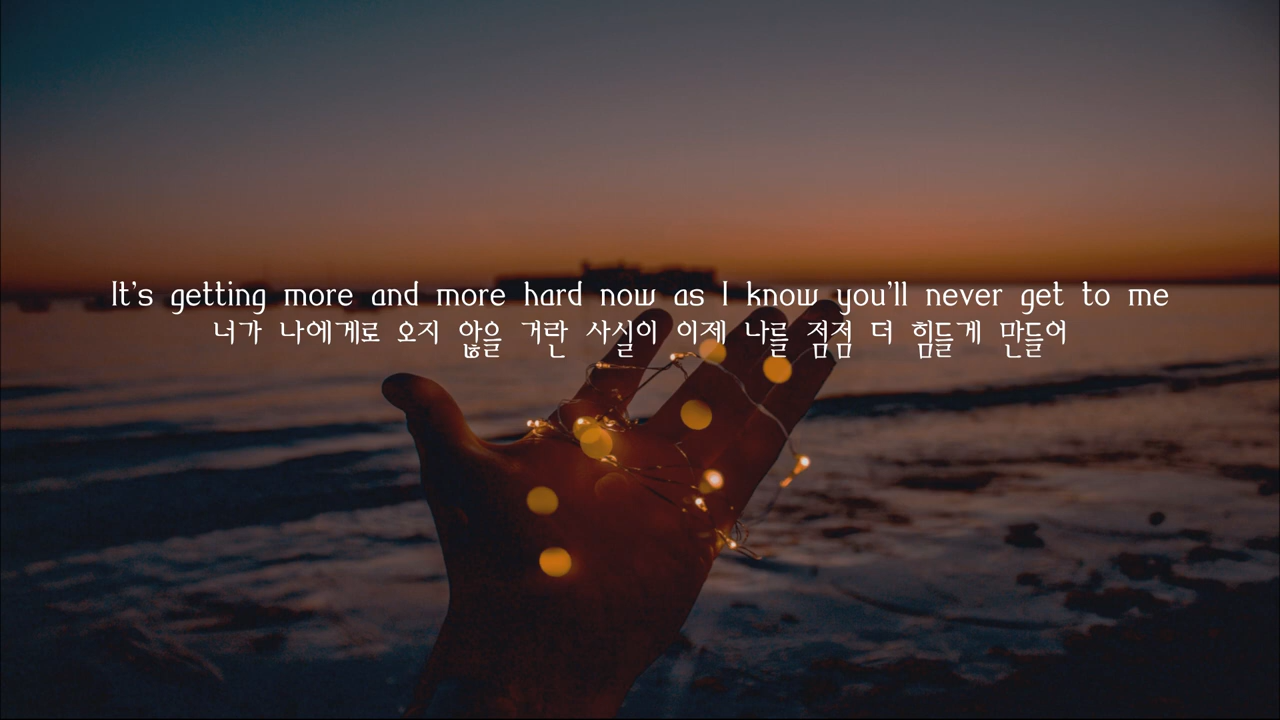 It's getting more and more hard now as I know you'll never get to me
너가 나에게로 오지 않을 거란 사실이 이제 나를 점점 더 힘들게 만들어